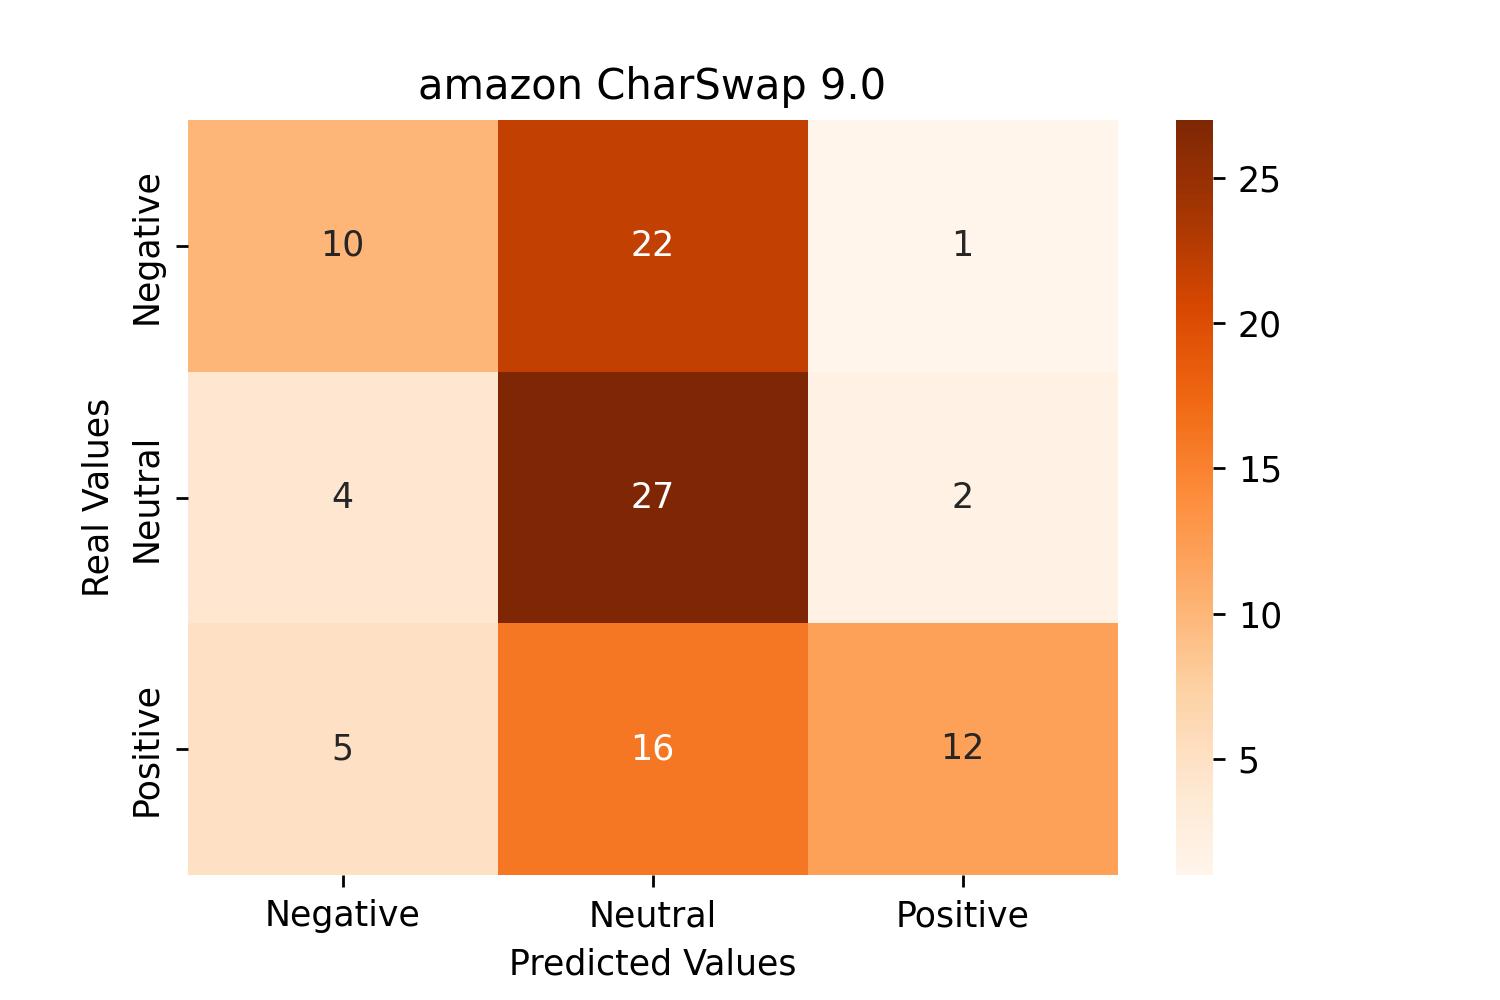 amazon CharSwap 9.0
Real Values
Negative
10 22 1
Neutral
4 27 2
Positive
5 16 12
Negative Neutral Positive
Predicted Values
25
20
15
10
5